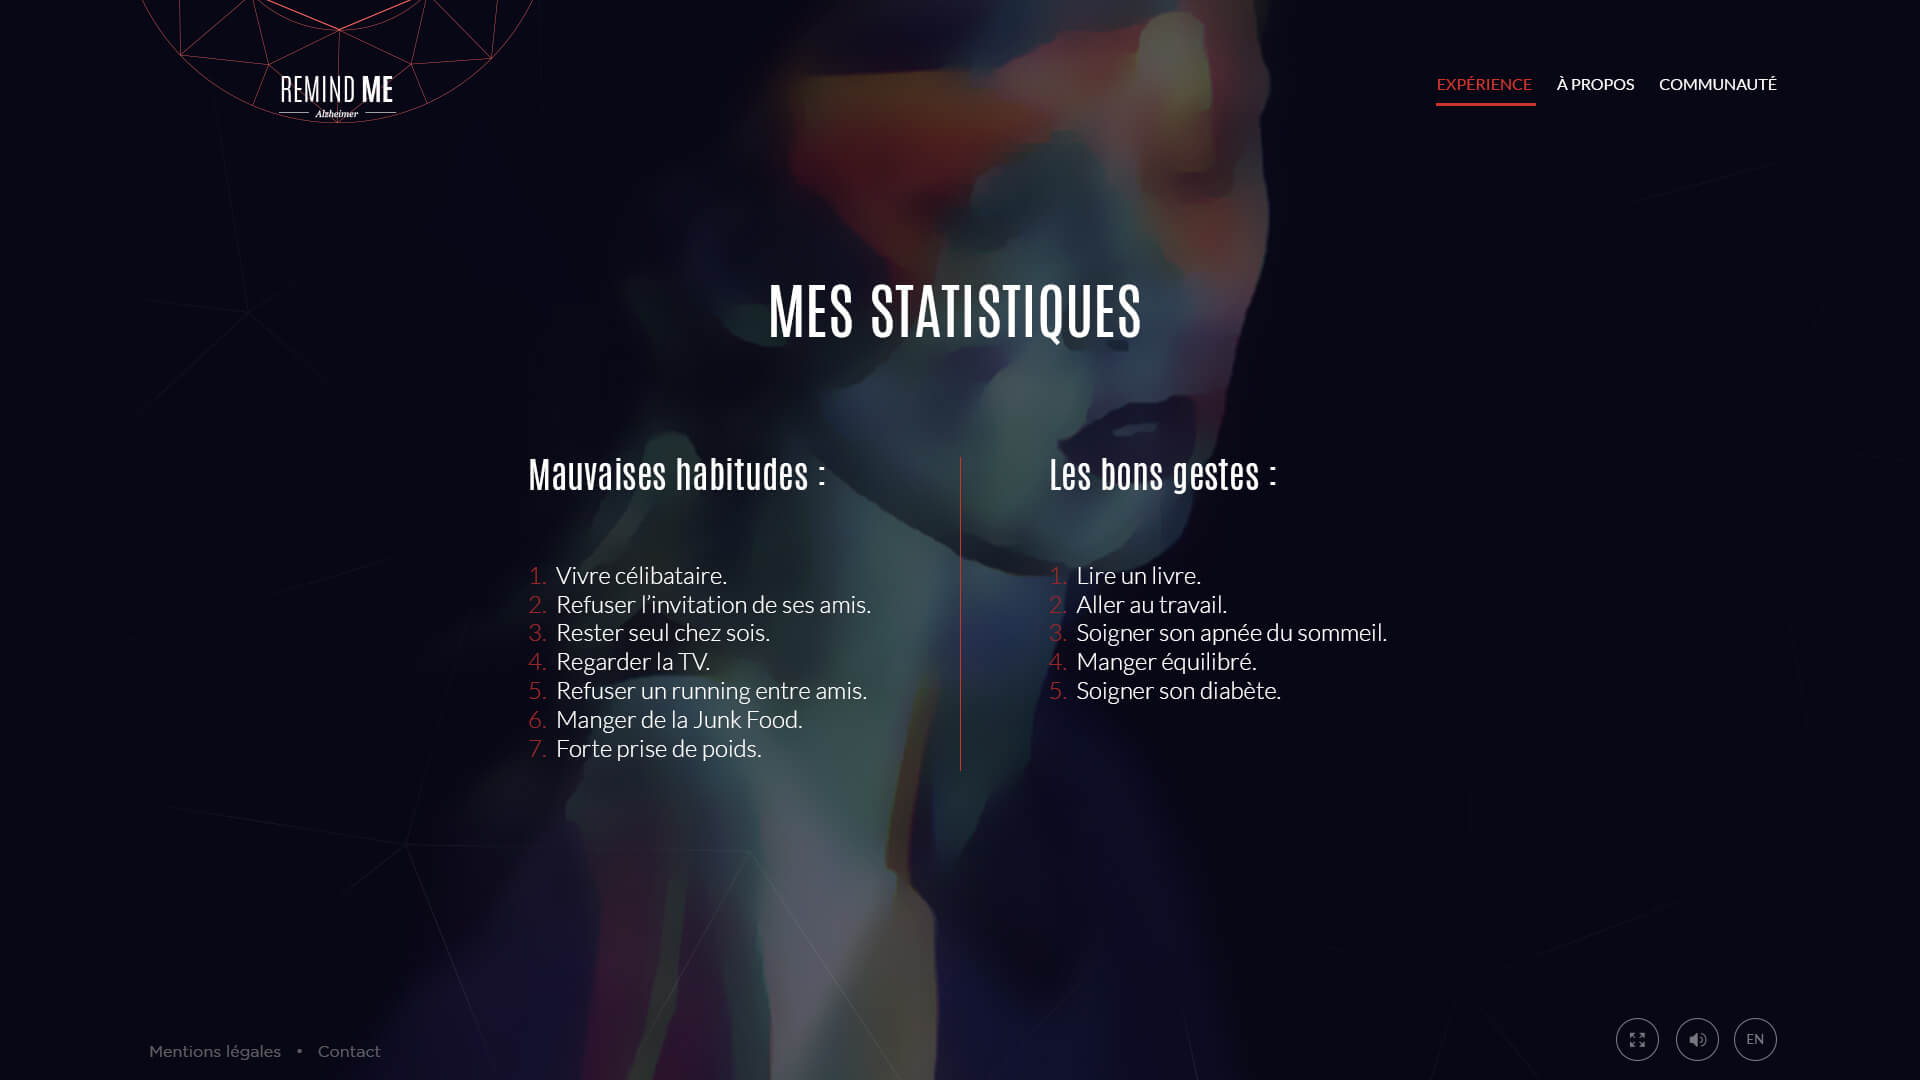 REMIND ME
Alzheimer
EXPÉRIENCE
À PROPOS
COMMUNAUTÉ
MES STATISTIQUES
Mauvaises habitudes :
1. Vivre célibataire.
2. Refuser l’invitation de ses amis.
3. Rester seul chez sois.
4. Regarder la TV.
5. Refuser un running entre amis.
6. Manger de la Junk Food.
7. Forte prise de poids.
Les bons gestes :
1. Lire un livre.
2. Aller au travail.
3. Soigner son apnée du sommeil.
4. Manger équilibré.
5. Soigner son diabète.
Mentions légales • Contact
EN